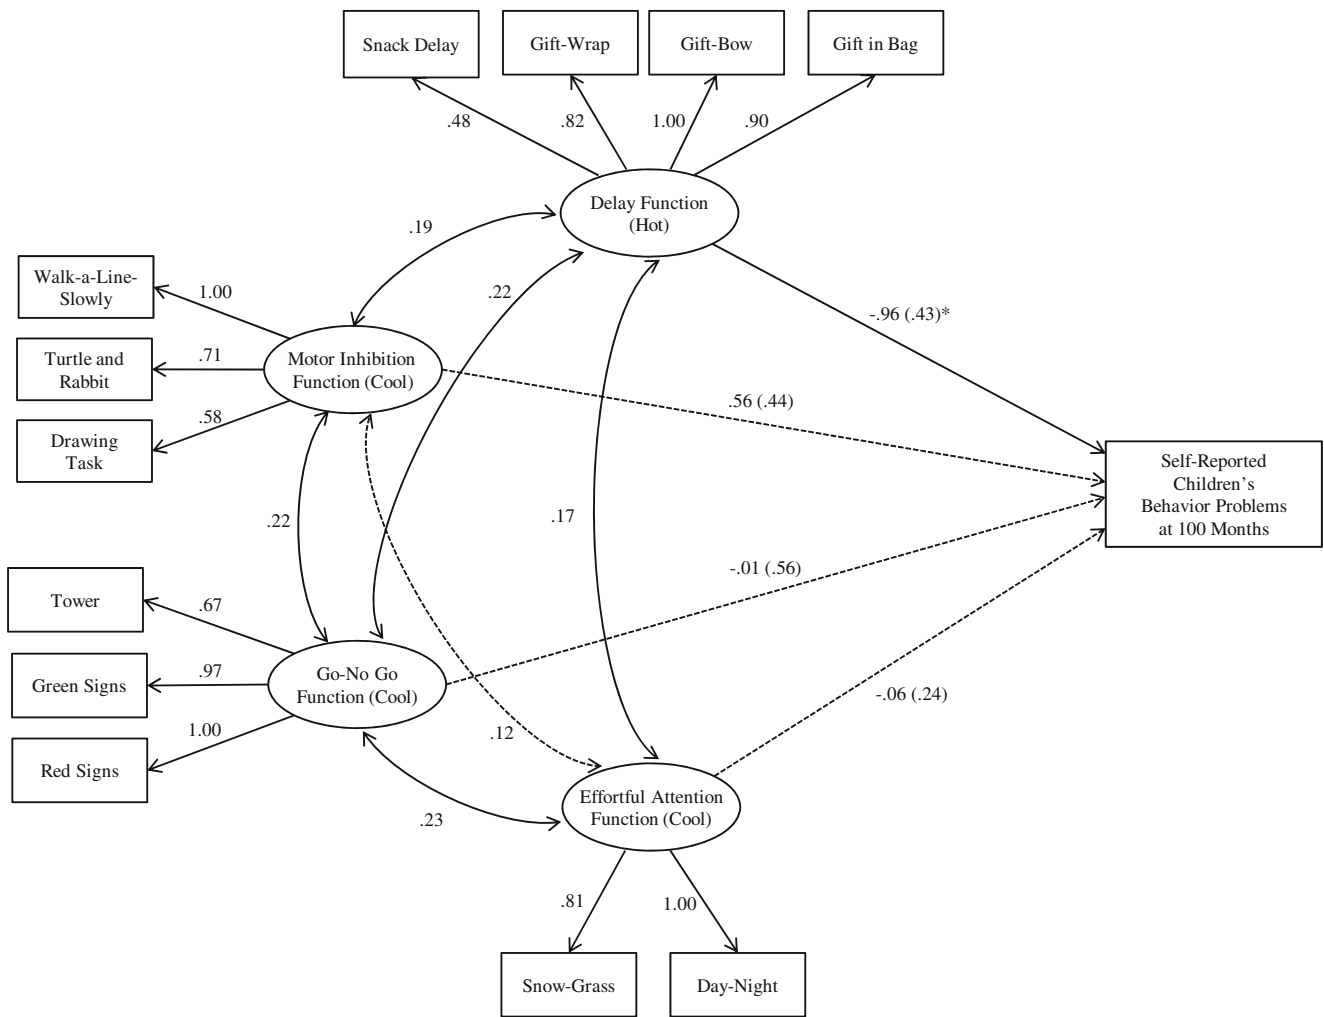 Snack Delay
Gift-Wrap
Gift-Bow
Gift in Bag
.48
.82
1.00
.90
Delay Function
(Hot)
.19
.22
Walk-a-Line-
Slowly
1.00
-.96 (.43)*
Turtle and
Rabbit
.71
Motor Inhibition
Function (Cool)
.56 (.44)
.58
Drawing
Task
Self-Reported
Children’s
Behavior Problems
at 100 Months
.22
.17
-.01 (.56)
Tower
.67
Green Signs
.97
Go-No Go
Function (Cool)
-.06 (.24)
1.00
Red Signs
.12
.23
Effortful Attention
Function (Cool)
.81
1.00
Snow-Grass
Day-Night